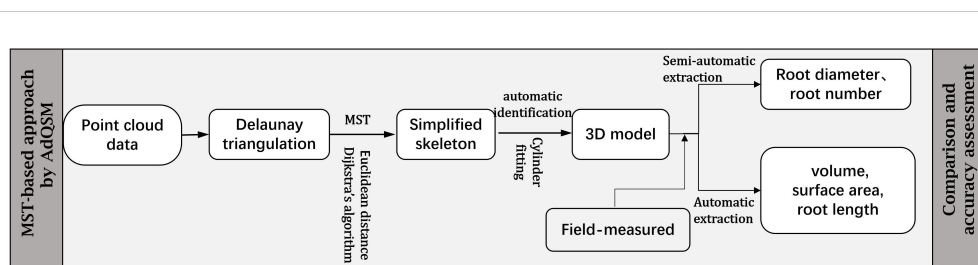 MST-based approach
by AdQSM
Point cloud
data
Delaunay
triangulation
MST
Euclidean distance
Dijkstra's algorithm
Simplified
skeleton
automatic
identification
Cylinder
fitting
3D model
Field-measured
Semi-automatic
extraction
Root diameter、
root number
Automatic
extraction
volume,
surface area,
root length
Comparison and
accuracy assessment